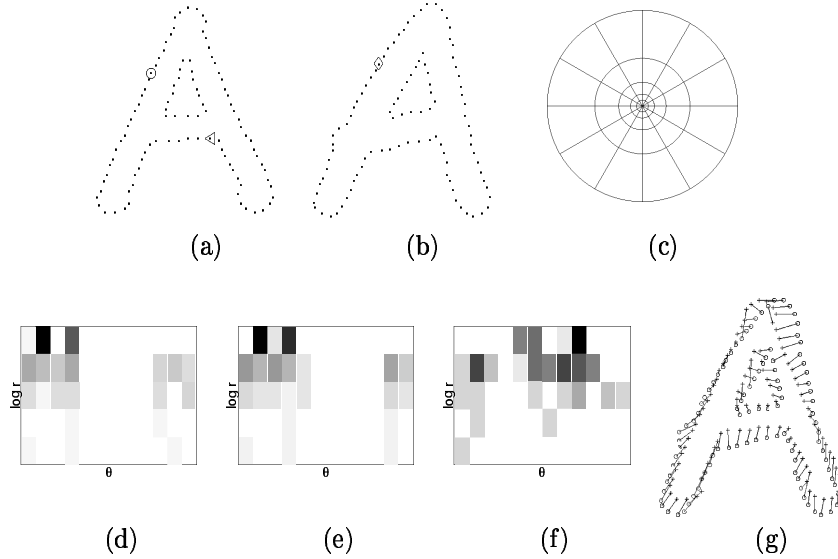 (a) (b) (c)
log r θ log r θ log r θ
(d) (e) (f) (g)